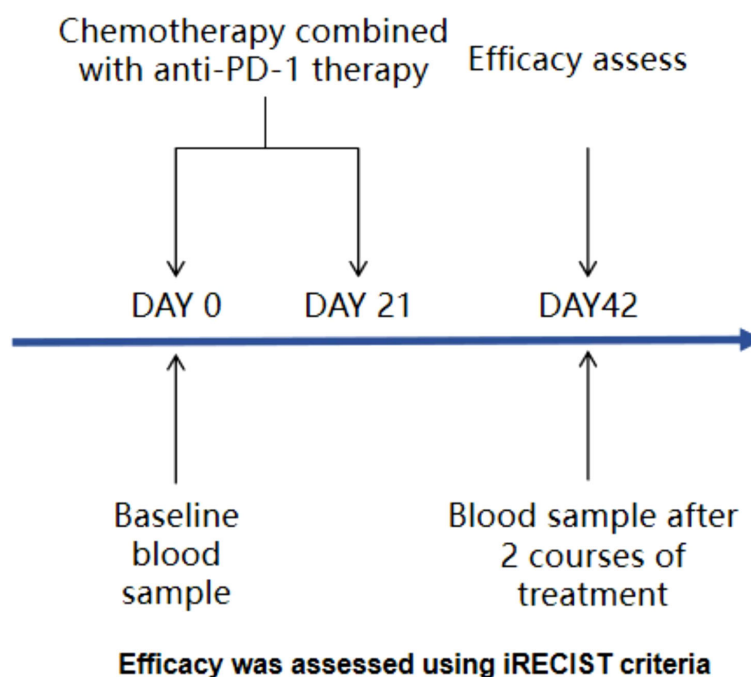 Chemotherapy combined
with anti-PD-1 therapy
Efficacy assess
DAY 0
DAY 21
DAY42
Baseline
blood
sample
Blood sample after
2 courses of
treatment
Efficacy was assessed using iRECIST criteria